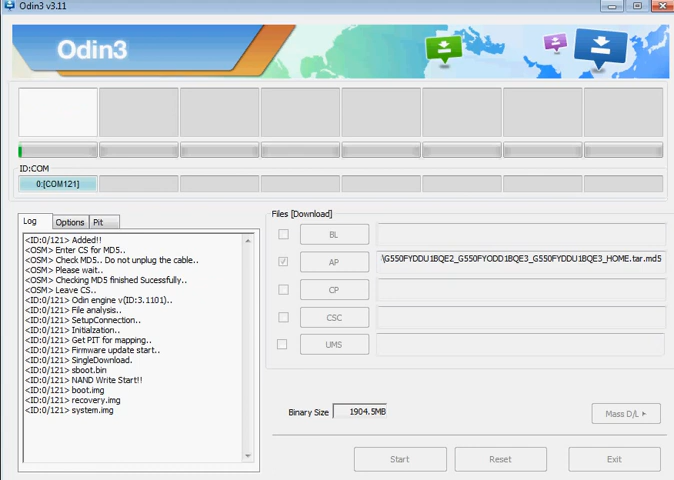 Odin3 v3.11
Odin3
ID:COM
0:[COM121]
Log
Options
Pit
<ID:0/121> Added!!
<OSM> Enter CS for MD5..
<OSM> Check MD5.. Do not unplug the cable..
<OSM> Please wait..
<OSM> Checking MD5 finished Sucessfully..
<OSM> Leave CS..
<ID:0/121> Odin engine v(ID:3.1101)..
<ID:0/121> File analysis..
<ID:0/121> SetupConnection..
<ID:0/121> Initialzation..
<ID:0/121> Get PIT for mapping..
<ID:0/121> Firmware update start..
<ID:0/121> SingleDownload.
<ID:0/121> sboot.bin
<ID:0/121> NAND Write Start!!
<ID:0/121> boot.img
<ID:0/121> recovery.img
<ID:0/121> system.img
Files [Download]
BL
AP
\G550FYDDU1BQE2_G550FYODD1BQE3_G550FYDDU1BQE3_HOME.tar.md5
CP
CSC
UMS
Binary Size
1904.5MB
Mass D/L
Start
Reset
Exit